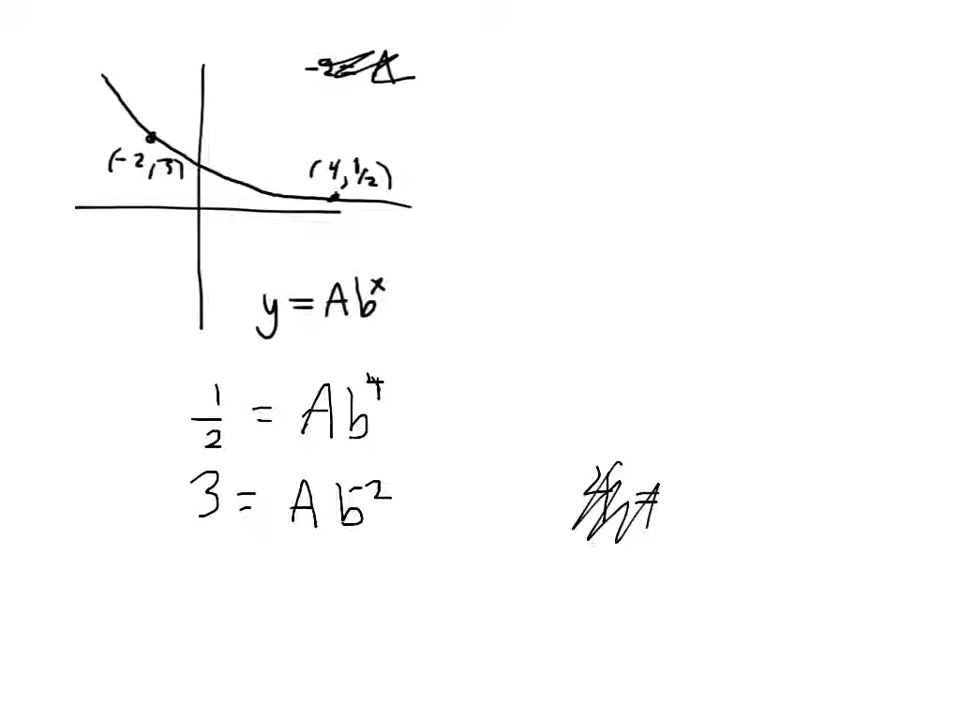 (-2,3)
(4,1/2)
y = Ab^x
1/2 = Ab^4
3 = Ab^-2